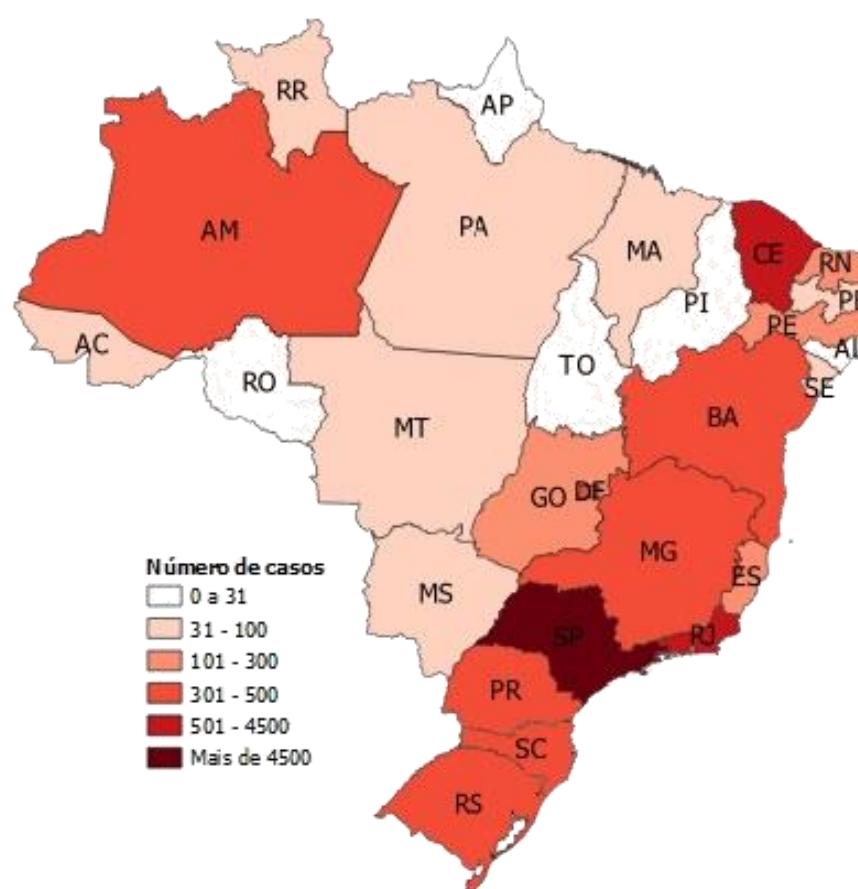 RR
AP
AM
PA
MA
CE
RN
PI
PE
AC
RO
TO
AL
SE
MT
BA
GO
DF
MG
ES
MS
SP
RJ
PR
SC
RS
Número de casos
0 a 31
31 - 100
101 - 300
301 - 500
501 - 4500
Mais de 4500